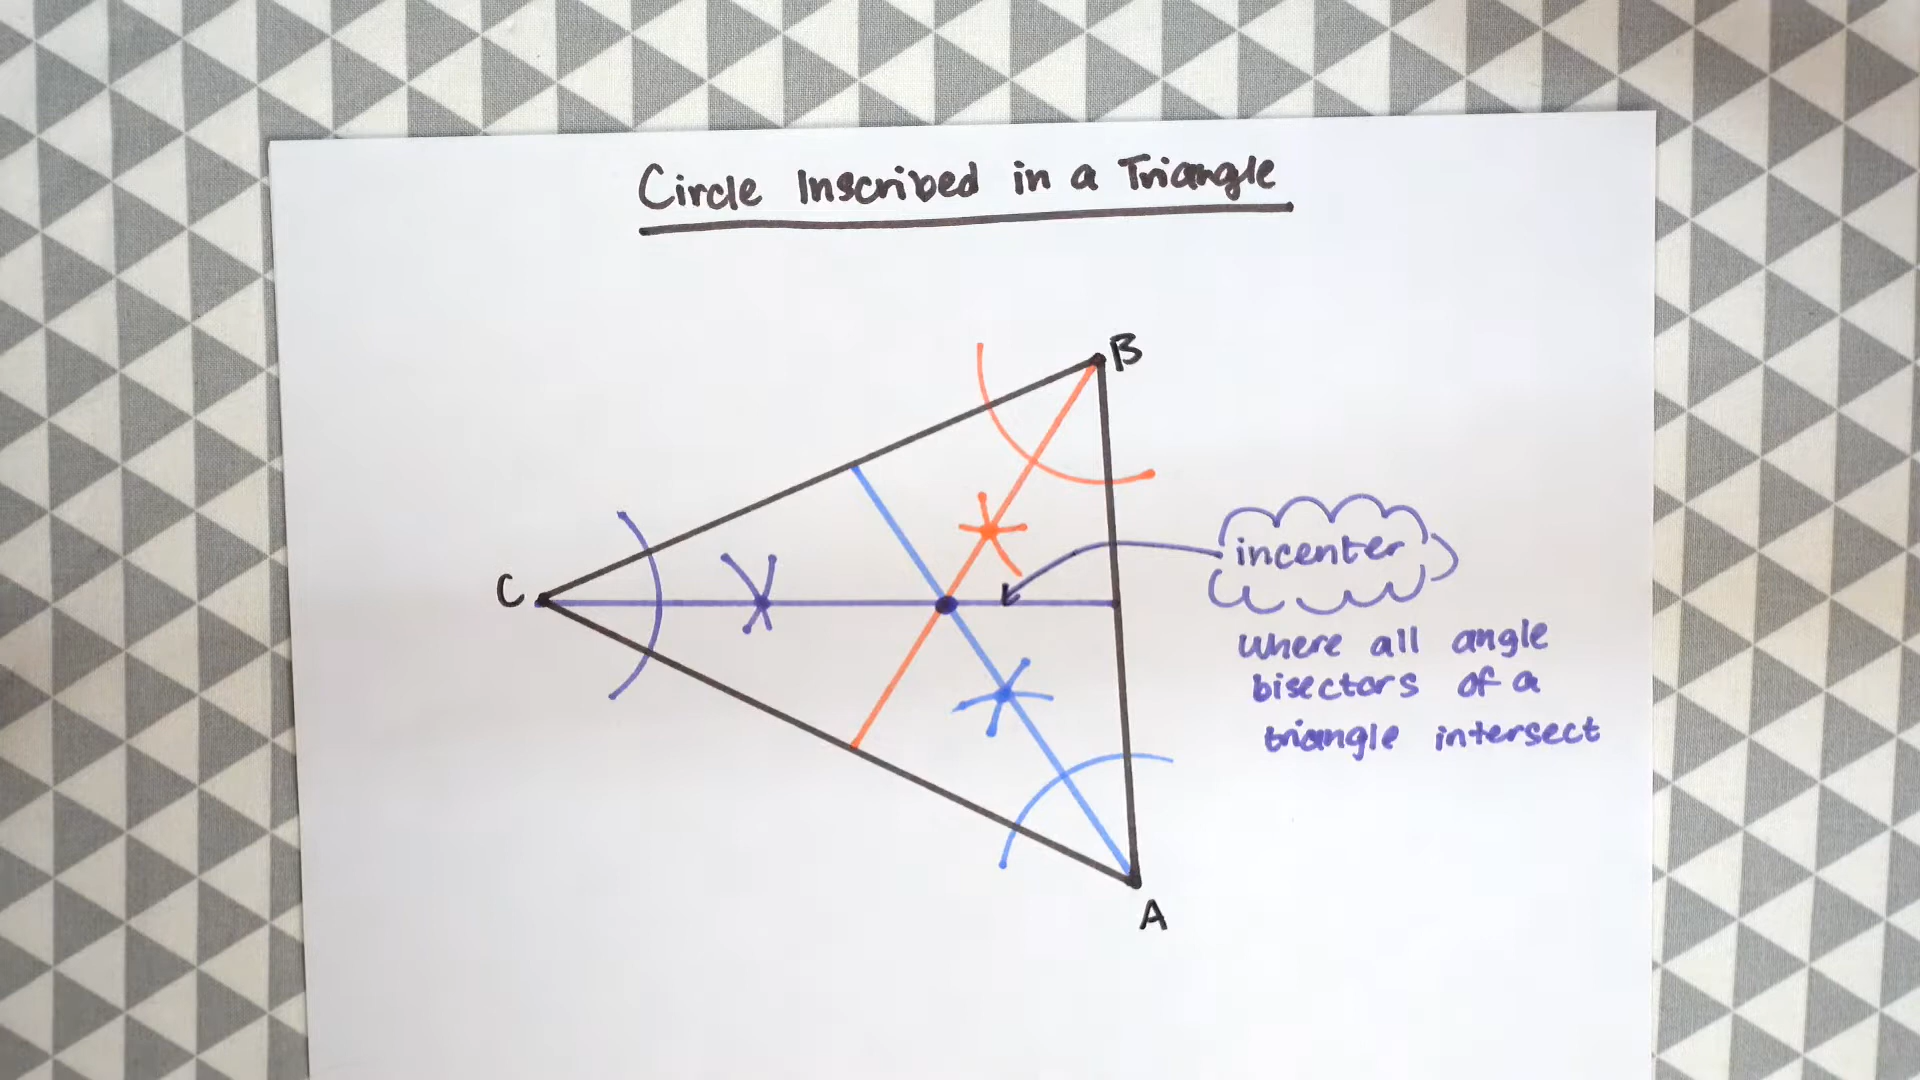 Circle Inscribed in a Triangle
B
C
incenter
where all angle
bisectors of a
triangle intersect
A